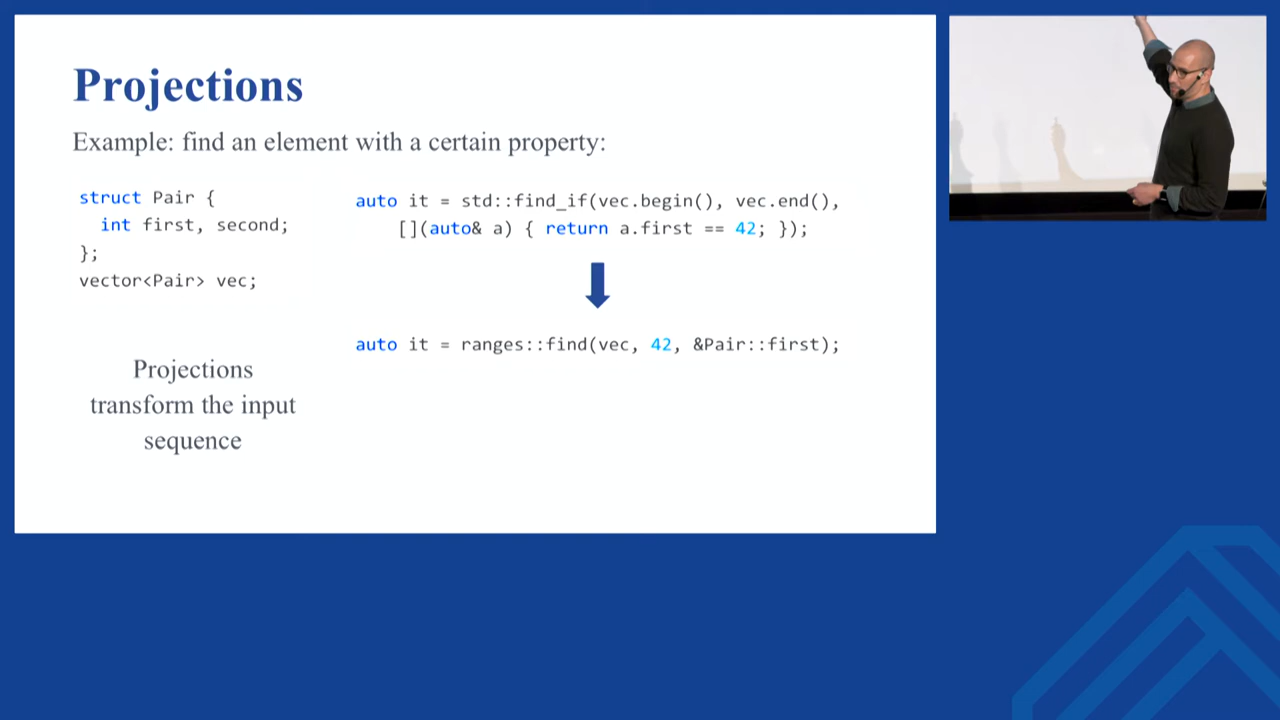 Projections
Example: find an element with a certain property:
struct Pair {
int first, second;
};
vector<Pair> vec;
auto it = std::find_if(vec.begin(), vec.end(),
[](auto& a) { return a.first == 42; });
auto it = ranges::find(vec, 42, &Pair::first);
Projections
transform the input
sequence